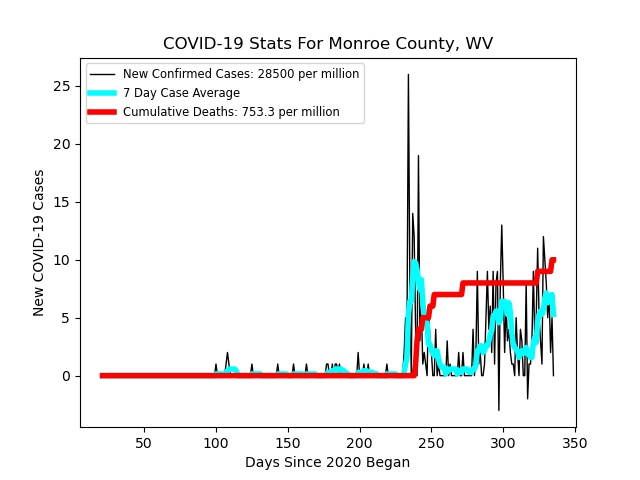 COVID-19 Stats For Monroe County, WV
New Confirmed Cases: 28500 per million
7 Day Case Average
Cumulative Deaths: 753.3 per million
New COVID-19 Cases
25
20
15
10
5
0
50
100
150
200
250
300
350
Days Since 2020 Began